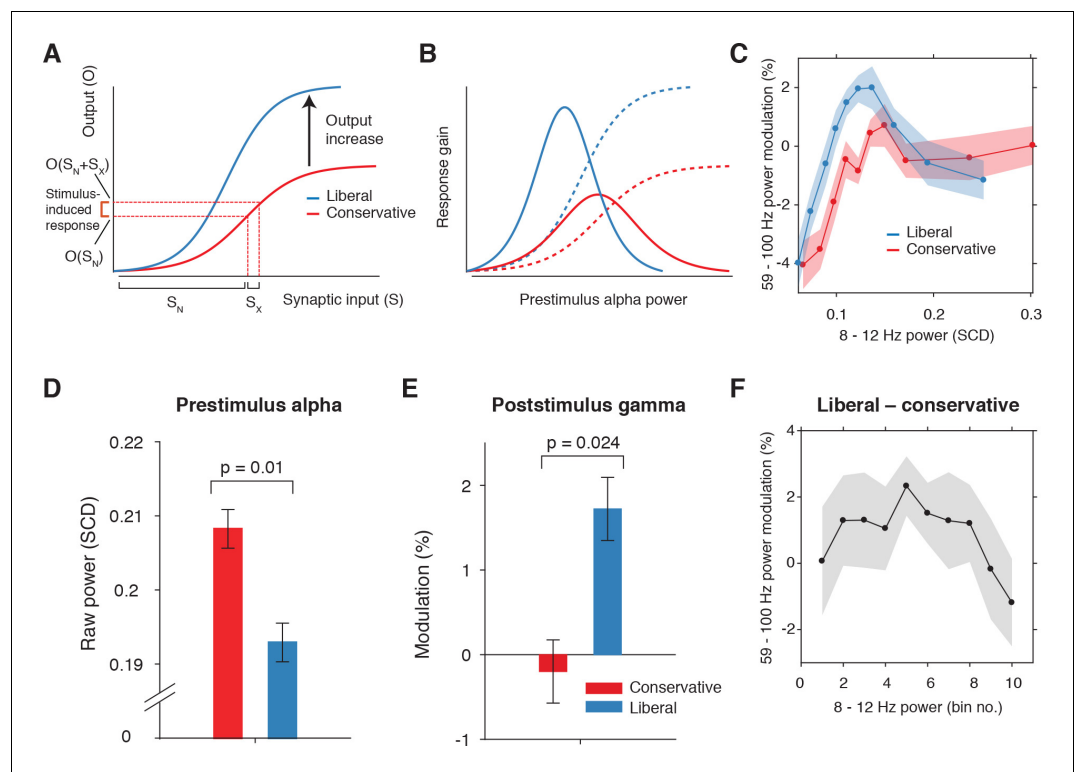 A
Output (O)
O(SN+SX)
Stimulus-
induced
response
O(SN)
Output
increase
Liberal
Conservative
SN
SX
Synaptic input (S)
B
Response gain
Prestimulus alpha power
C
59 - 100 Hz power modulation (%)
2
0
-2
-4
Liberal
Conservative
0.1
0.2
0.3
8 - 12 Hz power (SCD)
D
Prestimulus alpha
Raw power (SCD)
0.22
0.21
0.2
0.19
0
p = 0.01
E
Poststimulus gamma
Modulation (%)
2
1
0
-1
p = 0.024
Conservative
Liberal
F
Liberal – conservative
59 - 100 Hz power modulation (%)
4
2
0
-2
0
2
4
6
8
10
8 - 12 Hz power (bin no.)